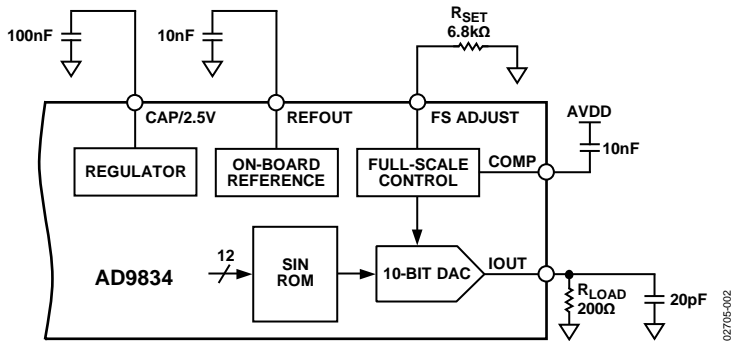 100nF
10nF
RSET
6.8kΩ
CAP/2.5V
REFOUT
FS ADJUST
AVDD
10nF
REGULATOR
ON-BOARD
REFERENCE
FULL-SCALE
CONTROL
COMP
AD9834
12
SIN
ROM
10-BIT DAC
IOUT
RLOAD
200Ω
20pF
02705-002